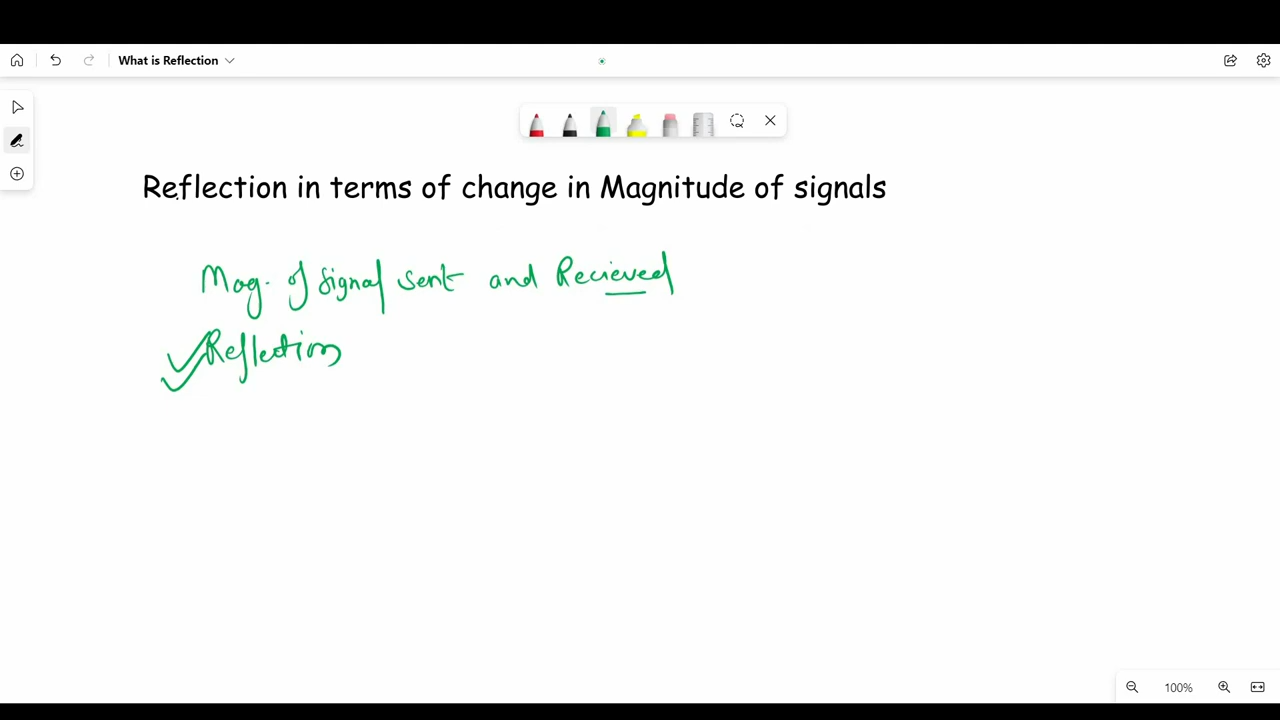 What is Reflection
Reflection in terms of change in Magnitude of signals
Mag. of signal sent and Recieved
Reflection
100%